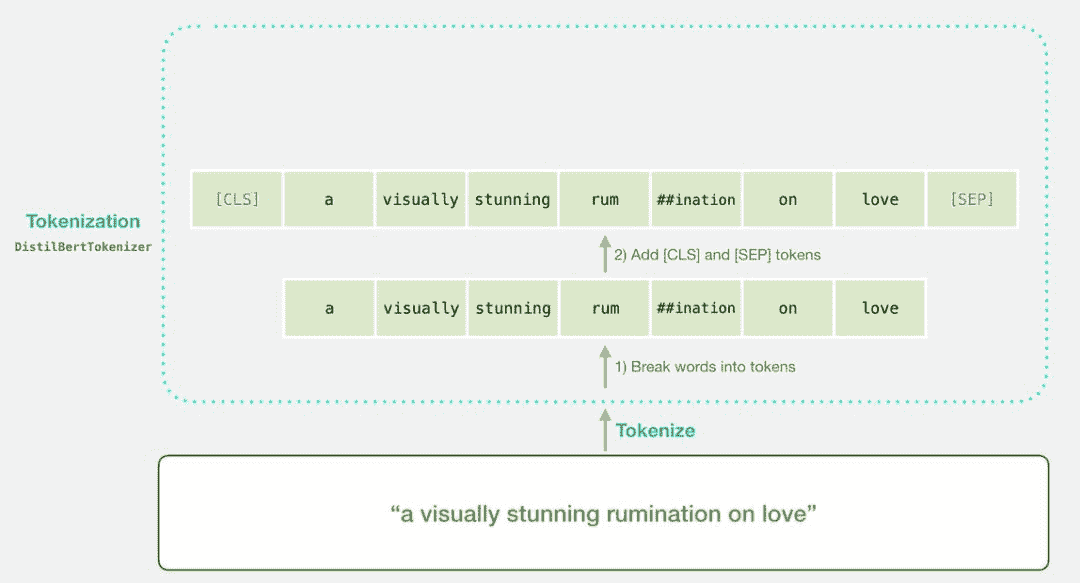 [CLS] a visually stunning rum ##ination on love [SEP]
Tokenization
DistilBertTokenizer
2) Add [CLS] and [SEP] tokens
a visually stunning rum ##ination on love
1) Break words into tokens
Tokenize
“a visually stunning rumination on love”